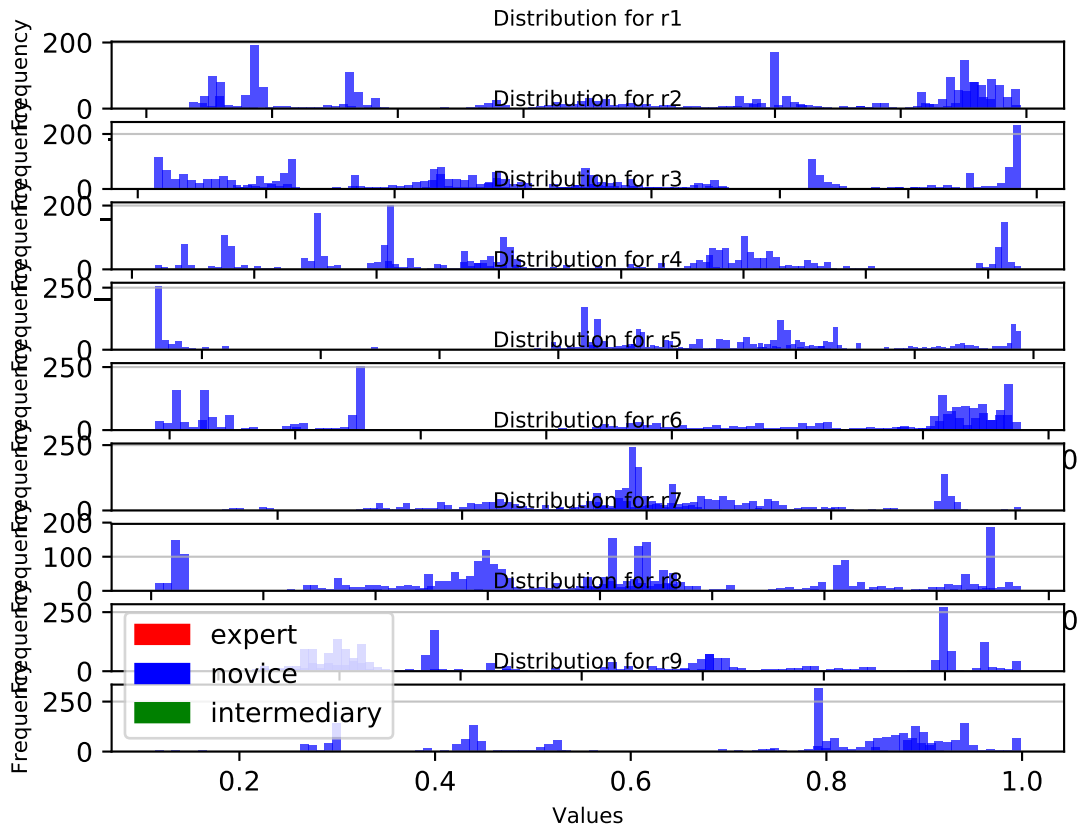 Distribution for r1
Frequency
200
0
Distribution for r2
Frequency
200
0
Distribution for r3
Frequency
200
0
Distribution for r4
Frequency
250
0
Distribution for r5
Frequency
250
0
Distribution for r6
Frequency
250
0
0
Distribution for r7
Frequency
200
100
0
Distribution for r8
Frequency
250
0
0
expert
novice
intermediary
Distribution for r9
Frequency
250
0
0.2 0.4 0.6 0.8 1.0
Values